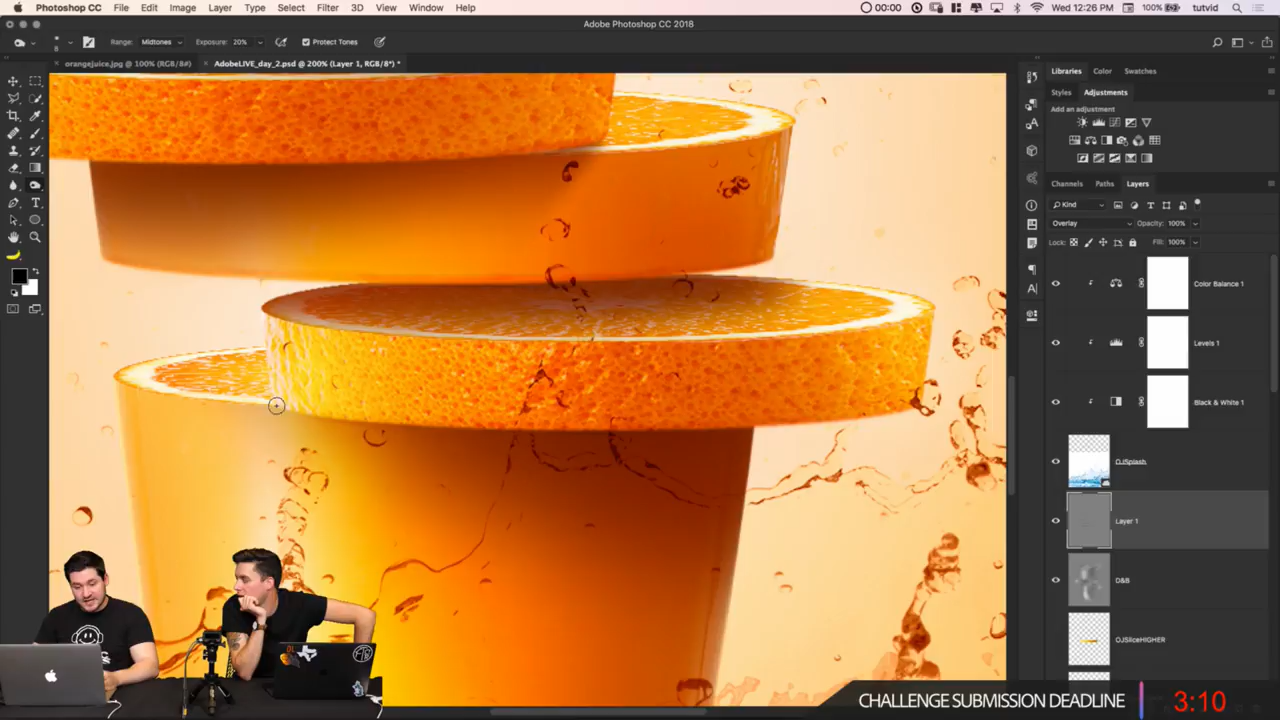 Photoshop CC File Edit Image Layer Type Select Filter 3D View Window Help
00:00 100% Wed 12:26 PM tutvid
Adobe Photoshop CC 2018
Range: Midtones Exposure: 20% Protect Tones
orangejuice.jpg @ 100% (RGB/8#) AdobeLIVE_day_2.psd @ 200% (Layer 1, RGB/8*) *
Libraries Color Swatches
Styles Adjustments
Add an adjustment
Channels Paths Layers
Kind
Overlay Opacity: 100%
Lock: Fill: 100%
Color Balance 1
Levels 1
Black & White 1
OJSplash
Layer 1
D&B
OJSliceHIGHER
CHALLENGE SUBMISSION DEADLINE 3:10